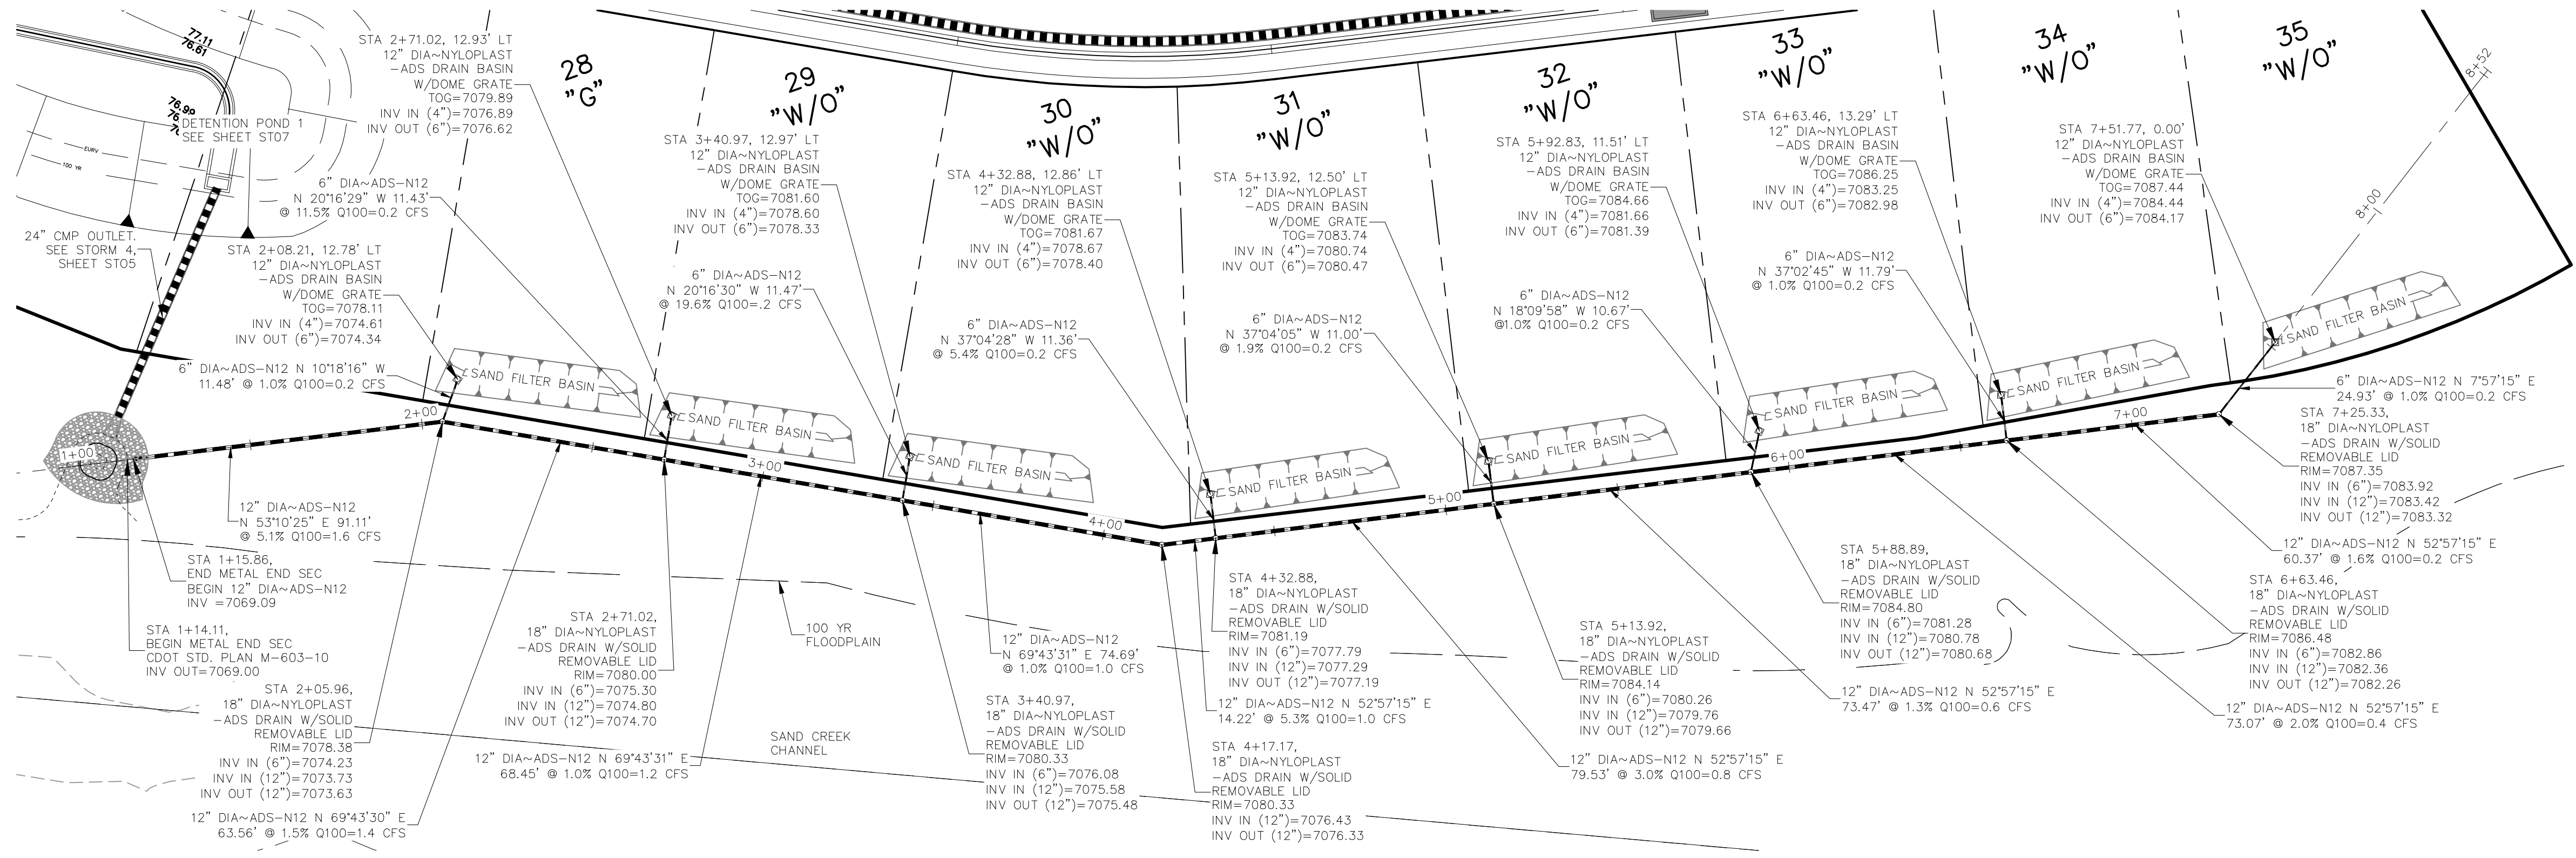 77.11
76.61
76.99
DETENTION POND 1
SEE SHEET ST07
EURV
100 YR
24" CMP OUTLET.
SEE STORM 4,
SHEET ST05
28
"G"
29
"W/O"
30
"W/O"
31
"W/O"
32
"W/O"
33
"W/O"
34
"W/O"
35
"W/O"
8+52
8+00
STA 2+71.02, 12.93' LT
12" DIA~NYLOPLAST
-ADS DRAIN BASIN
W/DOME GRATE
TOG=7079.89
INV IN (4")=7076.89
INV OUT (6")=7076.62
6" DIA~ADS-N12
N 20°16'29" W 11.43'
@ 11.5% Q100=0.2 CFS
STA 2+08.21, 12.78' LT
12" DIA~NYLOPLAST
-ADS DRAIN BASIN
W/DOME GRATE
TOG=7078.11
INV IN (4")=7074.61
INV OUT (6")=7074.34
6" DIA~ADS-N12 N 10°18'16" W
11.48' @ 1.0% Q100=0.2 CFS
STA 3+40.97, 12.97' LT
12" DIA~NYLOPLAST
-ADS DRAIN BASIN
W/DOME GRATE
TOG=7081.60
INV IN (4")=7078.60
INV OUT (6")=7078.33
6" DIA~ADS-N12
N 20°16'30" W 11.47'
@ 19.6% Q100=.2 CFS
STA 4+32.88, 12.86' LT
12" DIA~NYLOPLAST
-ADS DRAIN BASIN
W/DOME GRATE
TOG=7081.67
INV IN (4")=7078.67
INV OUT (6")=7078.40
6" DIA~ADS-N12
N 37°04'28" W 11.36'
@ 5.4% Q100=0.2 CFS
STA 5+13.92, 12.50' LT
12" DIA~NYLOPLAST
-ADS DRAIN BASIN
W/DOME GRATE
TOG=7083.74
INV IN (4")=7080.74
INV OUT (6")=7080.47
6" DIA~ADS-N12
N 37°04'05" W 11.00'
@ 1.9% Q100=0.2 CFS
STA 5+92.83, 11.51' LT
12" DIA~NYLOPLAST
-ADS DRAIN BASIN
W/DOME GRATE
TOG=7084.66
INV IN (4")=7081.66
INV OUT (6")=7081.39
6" DIA~ADS-N12
N 18°09'58" W 10.67'
@1.0% Q100=0.2 CFS
STA 6+63.46, 13.29' LT
12" DIA~NYLOPLAST
-ADS DRAIN BASIN
W/DOME GRATE
TOG=7086.25
INV IN (4")=7083.25
INV OUT (6")=7082.98
6" DIA~ADS-N12
N 37°02'45" W 11.79'
@ 1.0% Q100=0.2 CFS
STA 7+51.77, 0.00'
12" DIA~NYLOPLAST
-ADS DRAIN BASIN
W/DOME GRATE
TOG=7087.44
INV IN (4")=7084.44
INV OUT (6")=7084.17
SAND FILTER BASIN
SAND FILTER BASIN
SAND FILTER BASIN
SAND FILTER BASIN
SAND FILTER BASIN
SAND FILTER BASIN
SAND FILTER BASIN
SAND FILTER BASIN
1+00
2+00
3+00
4+00
5+00
6+00
7+00
12" DIA~ADS-N12
N 53°10'25" E 91.11'
@ 5.1% Q100=1.6 CFS
STA 1+15.86,
END METAL END SEC
BEGIN 12" DIA~ADS-N12
INV =7069.09
STA 1+14.11,
BEGIN METAL END SEC
CDOT STD. PLAN M-603-10
INV OUT=7069.00
STA 2+05.96,
18" DIA~NYLOPLAST
-ADS DRAIN W/SOLID
REMOVABLE LID
RIM=7078.38
INV IN (6")=7074.23
INV IN (12")=7073.73
INV OUT (12")=7073.63
12" DIA~ADS-N12 N 69°43'30" E
63.56' @ 1.5% Q100=1.4 CFS
STA 2+71.02,
18" DIA~NYLOPLAST
-ADS DRAIN W/SOLID
REMOVABLE LID
RIM=7080.00
INV IN (6")=7075.30
INV IN (12")=7074.80
INV OUT (12")=7074.70
12" DIA~ADS-N12 N 69°43'31" E
68.45' @ 1.0% Q100=1.2 CFS
100 YR
FLOODPLAIN
SAND CREEK
CHANNEL
12" DIA~ADS-N12
N 69°43'31" E 74.69'
@ 1.0% Q100=1.0 CFS
STA 3+40.97,
18" DIA~NYLOPLAST
-ADS DRAIN W/SOLID
REMOVABLE LID
RIM=7080.33
INV IN (6")=7076.08
INV IN (12")=7075.58
INV OUT (12")=7075.48
STA 4+32.88,
18" DIA~NYLOPLAST
-ADS DRAIN W/SOLID
REMOVABLE LID
RIM=7081.19
INV IN (6")=7077.79
INV IN (12")=7077.29
INV OUT (12")=7077.19
12" DIA~ADS-N12 N 52°57'15" E
14.22' @ 5.3% Q100=1.0 CFS
STA 4+17.17,
18" DIA~NYLOPLAST
-ADS DRAIN W/SOLID
REMOVABLE LID
RIM=7080.33
INV IN (12")=7076.43
INV OUT (12")=7076.33
STA 5+13.92,
18" DIA~NYLOPLAST
-ADS DRAIN W/SOLID
REMOVABLE LID
RIM=7084.14
INV IN (6")=7080.26
INV IN (12")=7079.76
INV OUT (12")=7079.66
12" DIA~ADS-N12 N 52°57'15" E
79.53' @ 3.0% Q100=0.8 CFS
STA 5+88.89,
18" DIA~NYLOPLAST
-ADS DRAIN W/SOLID
REMOVABLE LID
RIM=7084.80
INV IN (6")=7081.28
INV IN (12")=7080.78
INV OUT (12")=7080.68
12" DIA~ADS-N12 N 52°57'15" E
73.47' @ 1.3% Q100=0.6 CFS
6" DIA~ADS-N12 N 7°57'15" E
24.93' @ 1.0% Q100=0.2 CFS
STA 7+25.33,
18" DIA~NYLOPLAST
-ADS DRAIN W/SOLID
REMOVABLE LID
RIM=7087.35
INV IN (6")=7083.92
INV IN (12")=7083.42
INV OUT (12")=7083.32
12" DIA~ADS-N12 N 52°57'15" E
60.37' @ 1.6% Q100=0.2 CFS
STA 6+63.46,
18" DIA~NYLOPLAST
-ADS DRAIN W/SOLID
REMOVABLE LID
RIM=7086.48
INV IN (6")=7082.86
INV IN (12")=7082.36
INV OUT (12")=7082.26
12" DIA~ADS-N12 N 52°57'15" E
73.07' @ 2.0% Q100=0.4 CFS